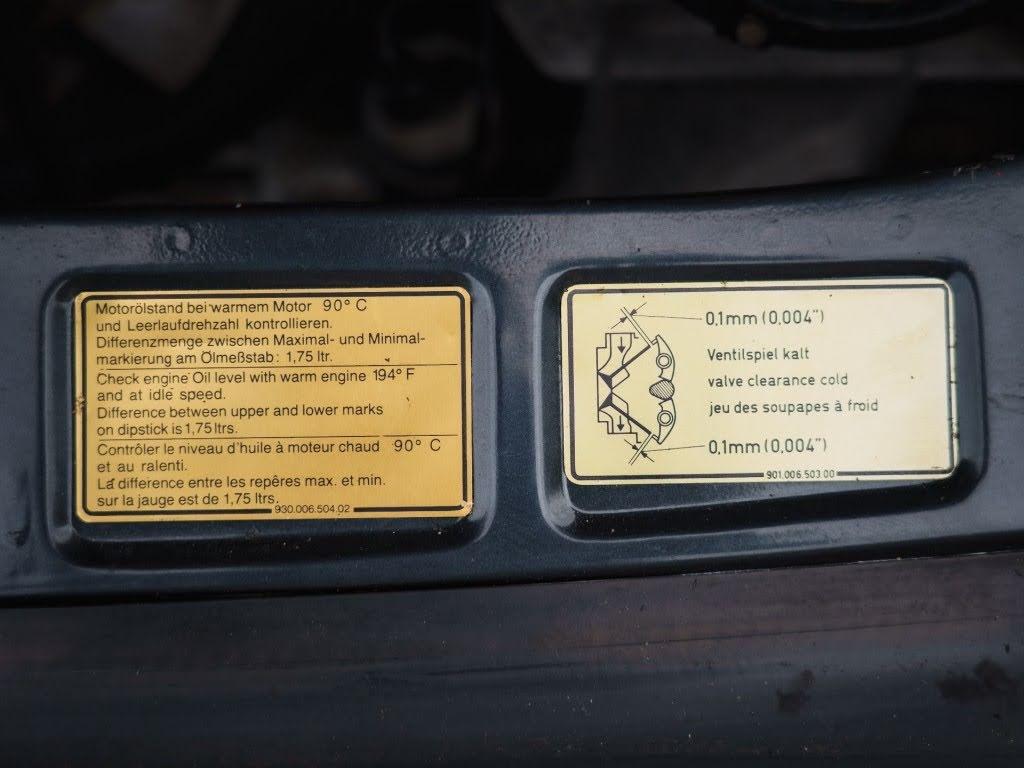 Motorölstand bei warmem Motor 90° C
und Leerlaufdrehzahl kontrollieren.
Differenzmenge zwischen Maximal- und Minimal-
markierung am Ölmeßstab: 1,75 ltr.
Check engine Oil level with warm engine 194° F
and at idle speed.
Difference between upper and lower marks
on dipstick is 1,75 ltrs.
Contrôler le niveau d'huile à moteur chaud 90° C
et au ralenti.
La différence entre les repêres max. et min.
sur la jauge est de 1,75 ltrs.
930.006.504.02
0,1mm (0,004")
Ventilspiel kalt
valve clearance cold
jeu des soupapes à froid
0,1mm (0,004")
901.006.503.00